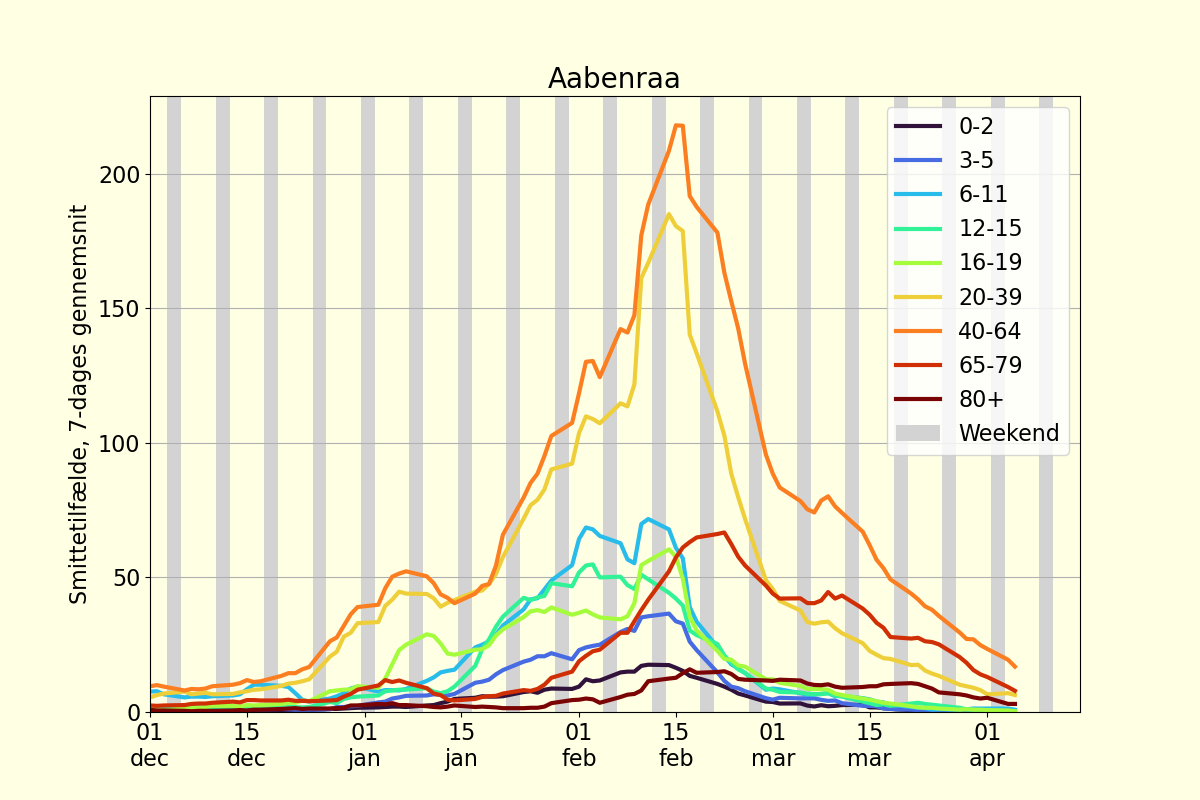 Aabenraa
Smittetilfælde, 7-dages gennemsnit
200
150
100
50
0
01 dec
15 dec
01 jan
15 jan
01 feb
15 feb
01 mar
15 mar
01 apr
0-2
3-5
6-11
12-15
16-19
20-39
40-64
65-79
80+
Weekend